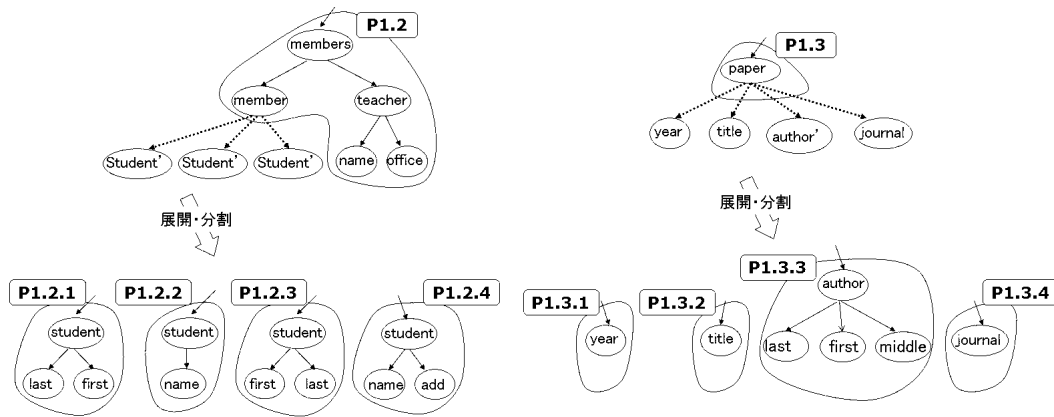 P1.2
members
member
teacher
Student'
Student'
Student'
name
office
展開・分割
P1.2.1
student
last
first
P1.2.2
student
name
P1.2.3
student
first
last
P1.2.4
student
name
add
P1.3
paper
year
title
author'
journal
展開・分割
P1.3.1
year
P1.3.2
title
P1.3.3
author
last
first
middle
P1.3.4
journal